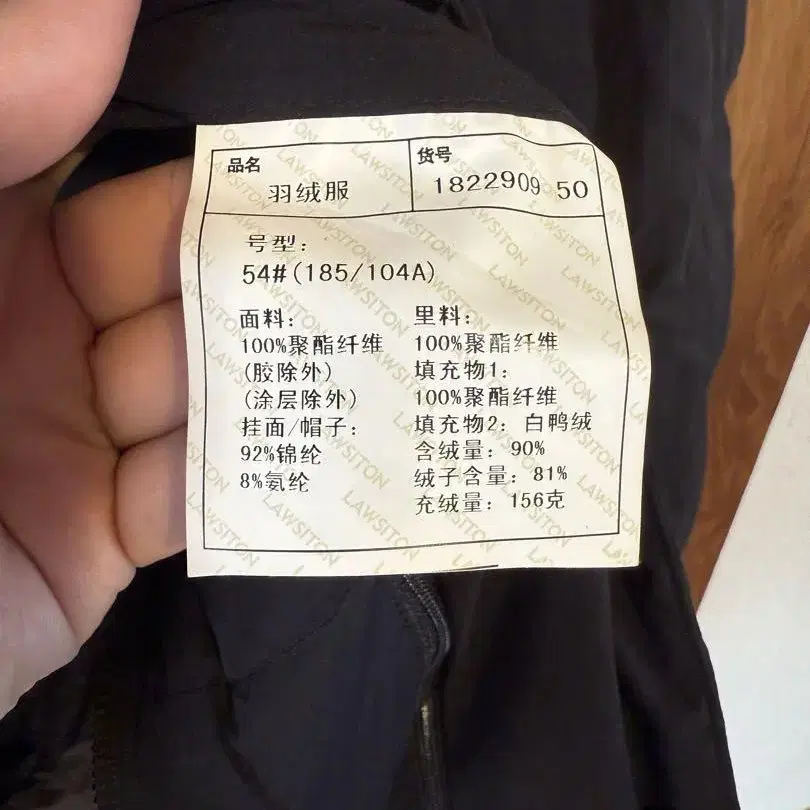 品名
羽绒服
货号
1822909 50
号型：
54#(185/104A)
面料：
100%聚酯纤维
(胶除外)
(涂层除外)
挂面/帽子：
92%锦纶
8%氨纶
里料：
100%聚酯纤维
填充物1：
100%聚酯纤维
填充物2：白鸭绒
含绒量：90%
绒子含量：81%
充绒量：156克
LAWSITON